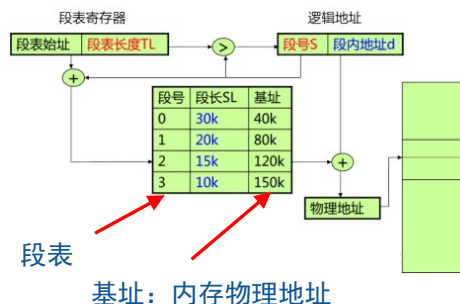 段表寄存器 逻辑地址
段表始址 段表长度TL > 段号S 段内地址d
+
段号 段长SL 基址
0 30k 40k
1 20k 80k
2 15k 120k
3 10k 150k
+
物理地址
段表
基址：内存物理地址